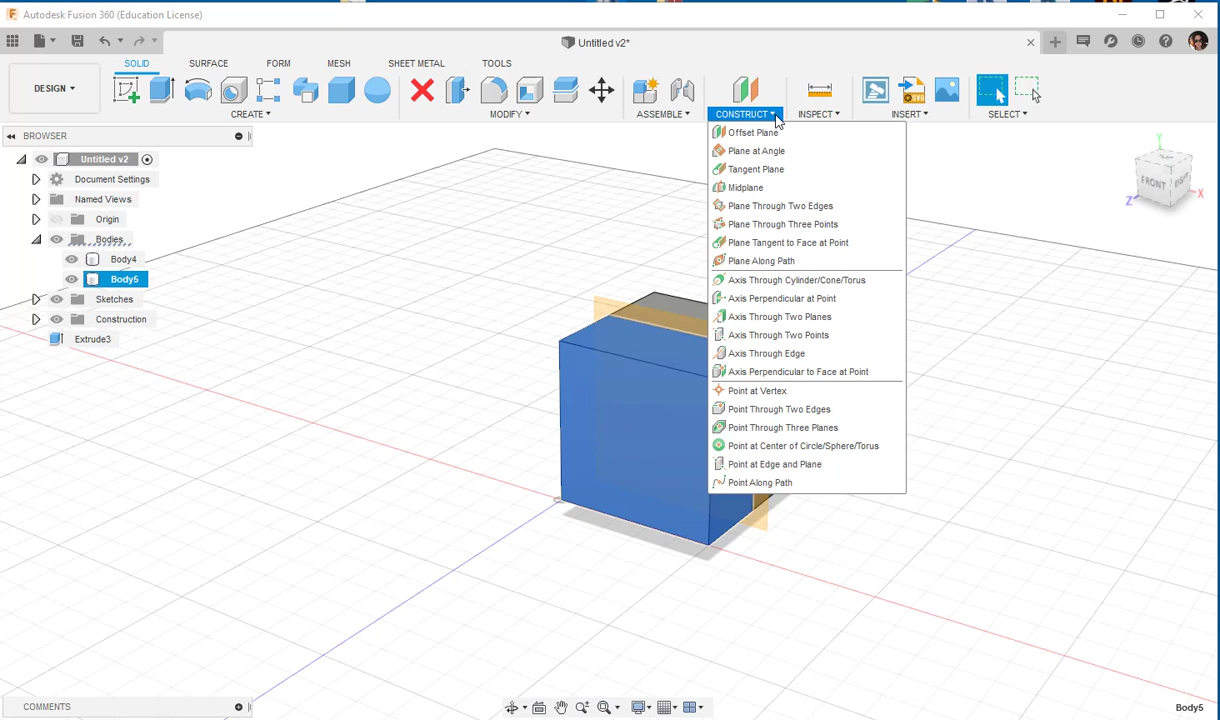 Autodesk Fusion 360 (Education License)
Untitled v2*
DESIGN
SOLID SURFACE FORM MESH SHEET METAL TOOLS
CREATE MODIFY ASSEMBLE CONSTRUCT INSPECT INSERT SELECT
BROWSER
Untitled v2
Document Settings
Named Views
Origin
Bodies
Body4
Body5
Sketches
Construction
Extrude3
Offset Plane
Plane at Angle
Tangent Plane
Midplane
Plane Through Two Edges
Plane Through Three Points
Plane Tangent to Face at Point
Plane Along Path
Axis Through Cylinder/Cone/Torus
Axis Perpendicular at Point
Axis Through Two Planes
Axis Through Two Points
Axis Through Edge
Axis Perpendicular to Face at Point
Point at Vertex
Point Through Two Edges
Point Through Three Planes
Point at Center of Circle/Sphere/Torus
Point at Edge and Plane
Point Along Path
Y
FRONT RIGHT
Z X
COMMENTS
Body5